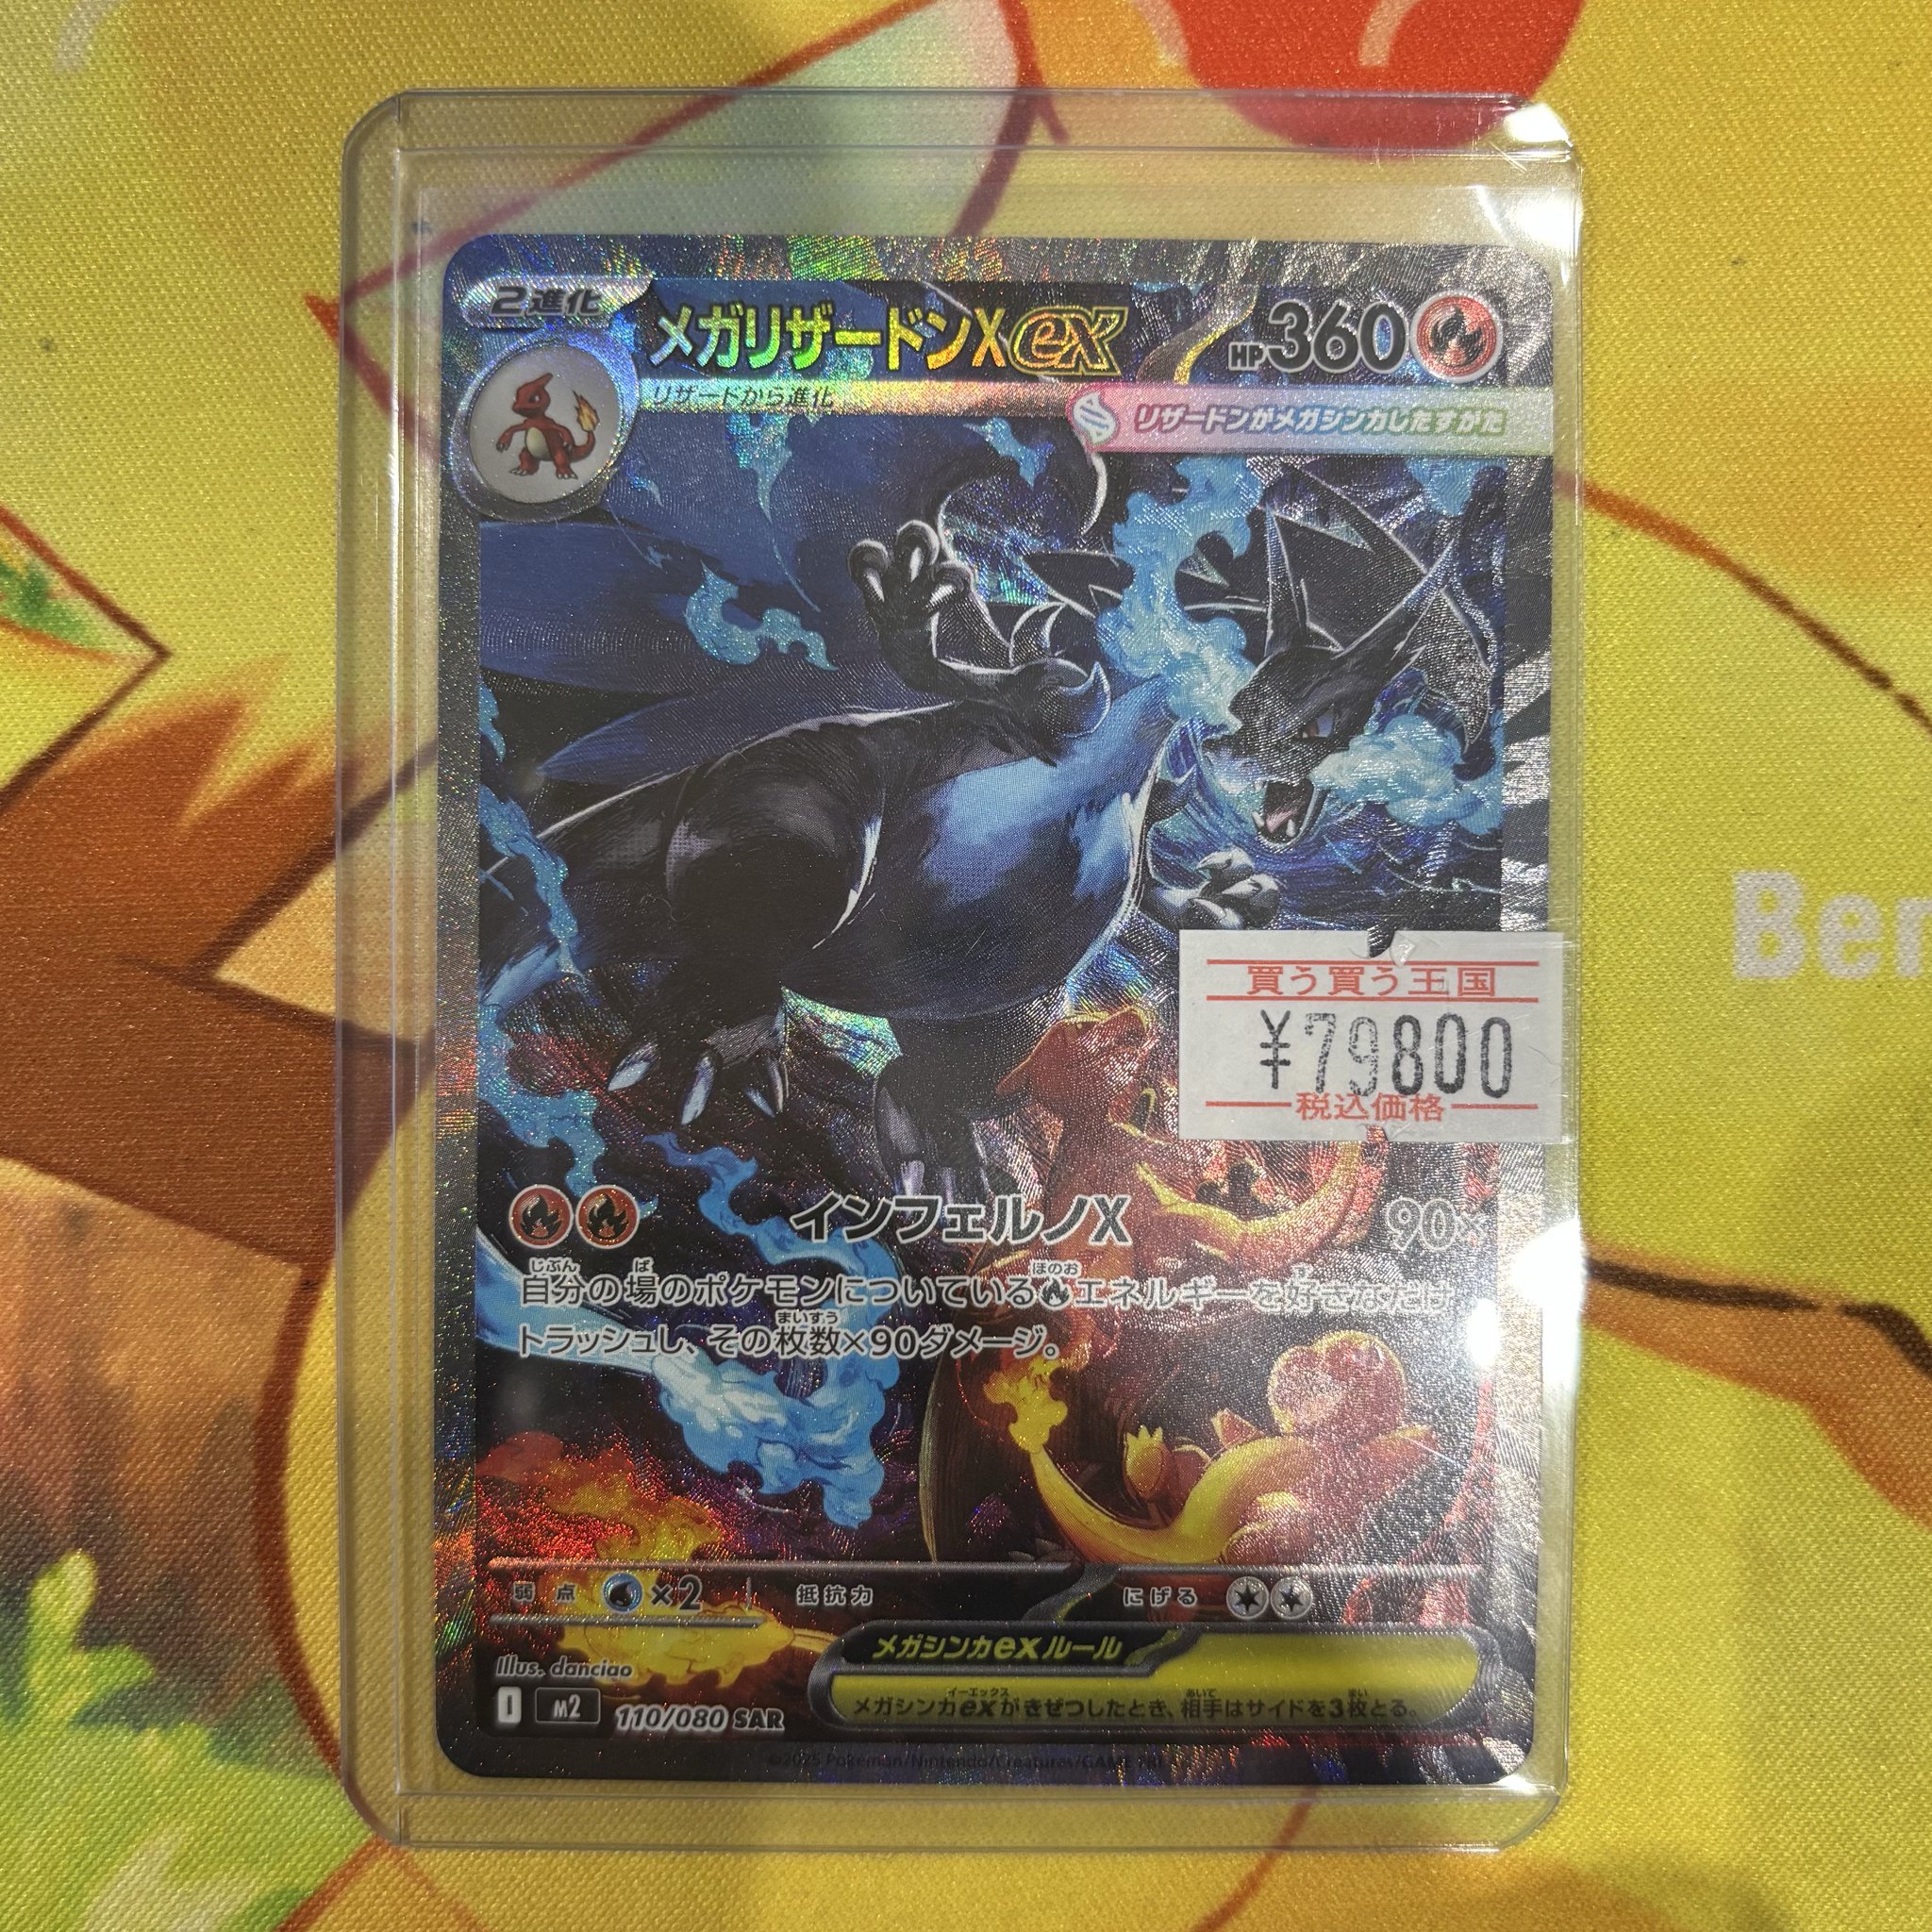 2進化
メガリザードンXex
HP360
リザードから進化
リザードンがメガシンカしたすがた
Ber
買う買う王国
¥79800
税込価格
インフェルノX
90×
自分の場のポケモンについているエネルギーを好きなだけ
トラッシュし、その枚数×90ダメージ。
弱点 ×2 抵抗力 にげる
メガシンカexルール
メガシンカexがきぜつしたとき、相手はサイドを3枚とる。
Illus. danciao
I M2 110/080 SAR
©2025 Pokémon/Nintendo/Creatures/GAME